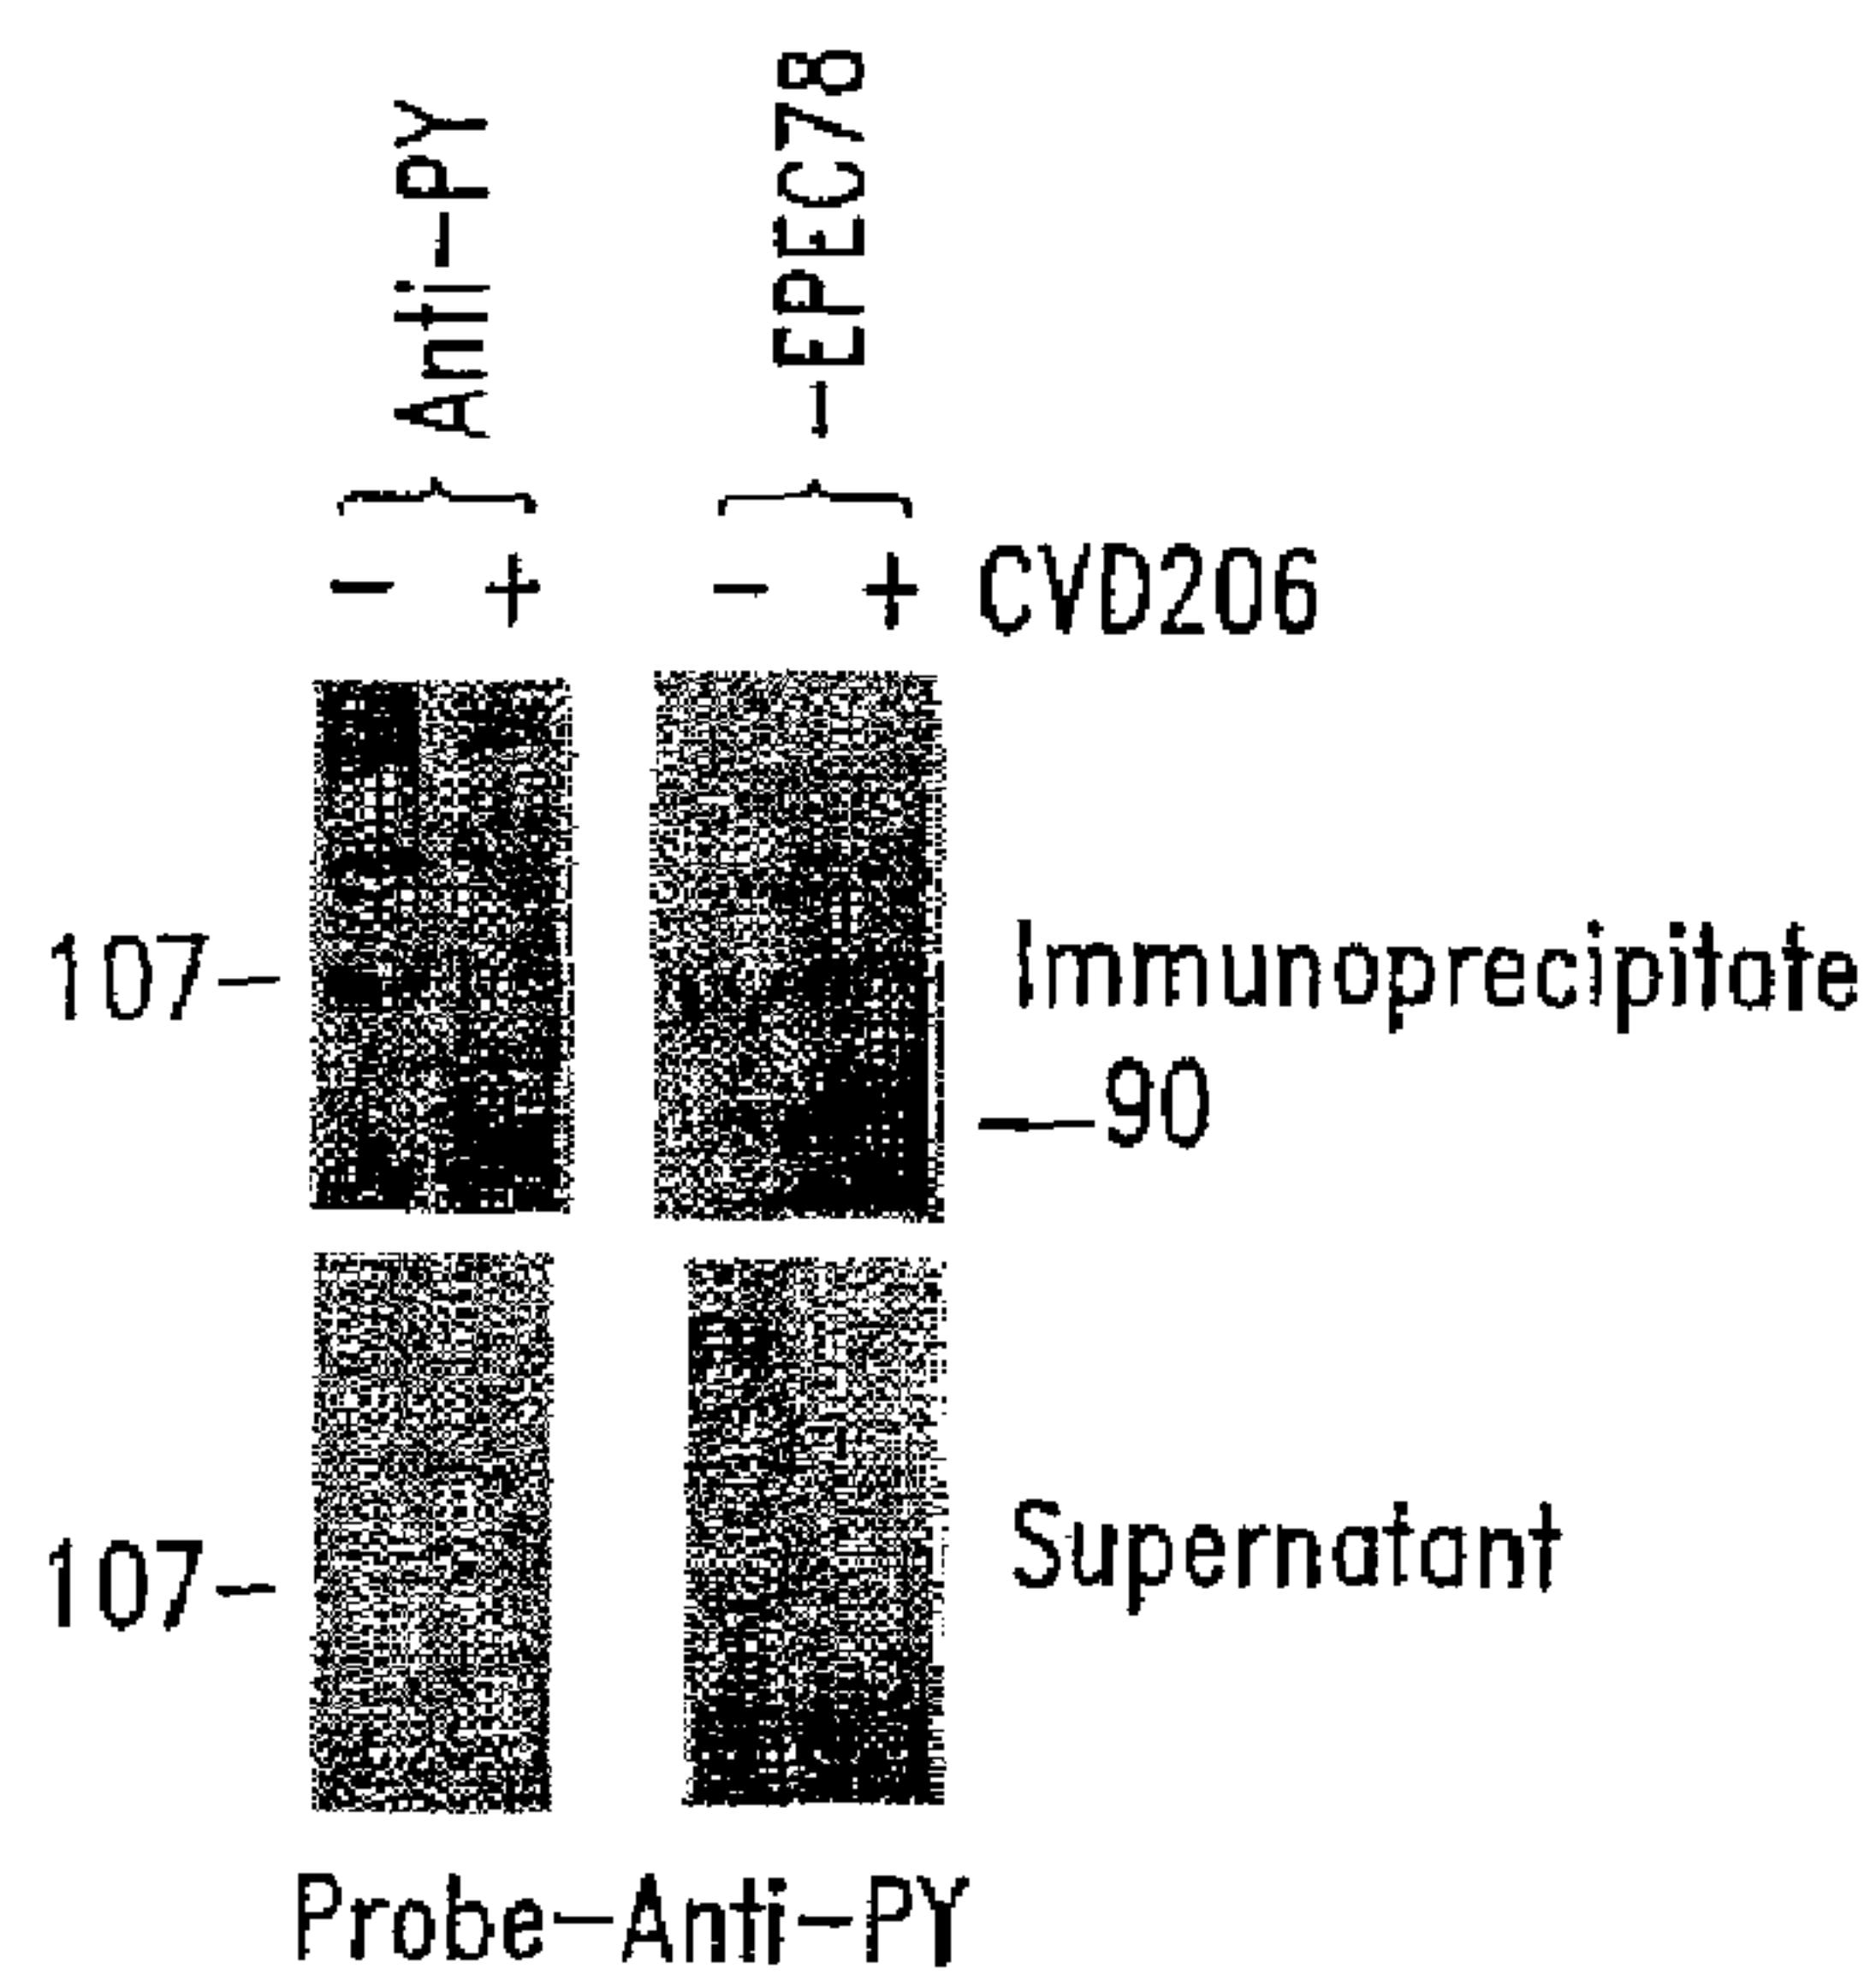 Anti-PY
-EPEC78
- + - + CVD206
107-
Immunoprecipitate
-90
107-
Supernatant
Probe-Anti-PY